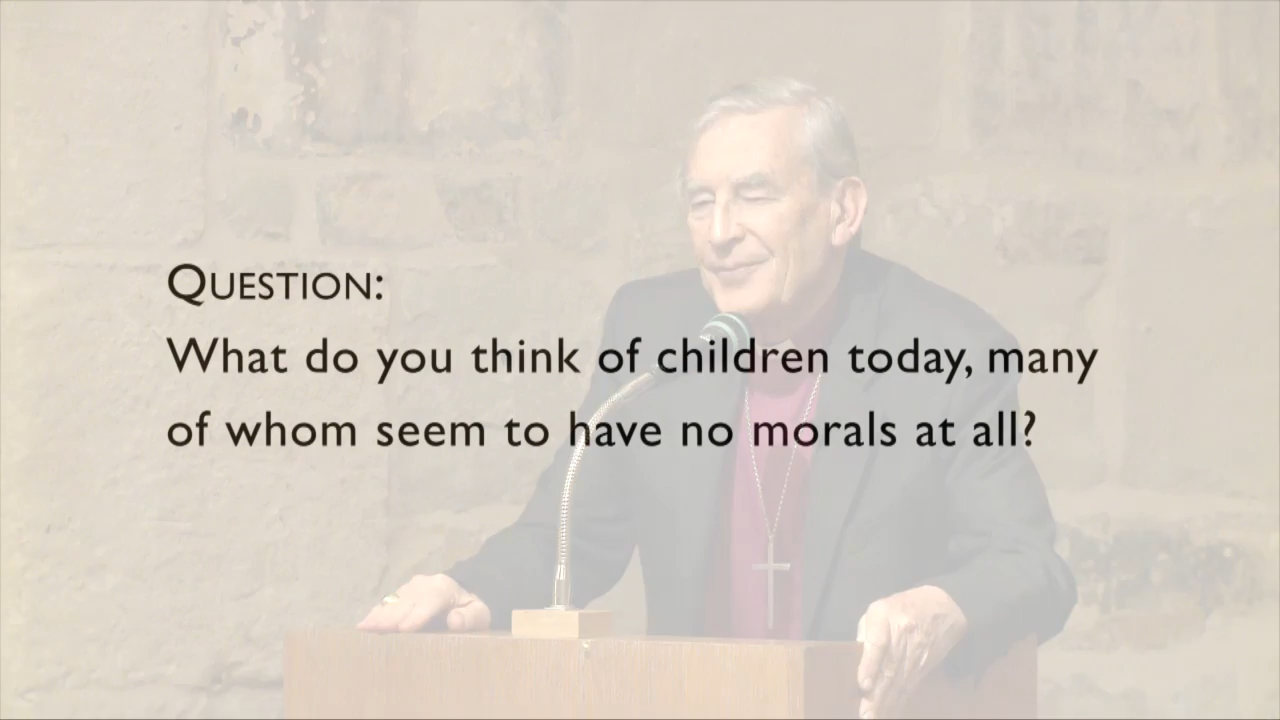 QUESTION:
What do you think of children today, many
of whom seem to have no morals at all?